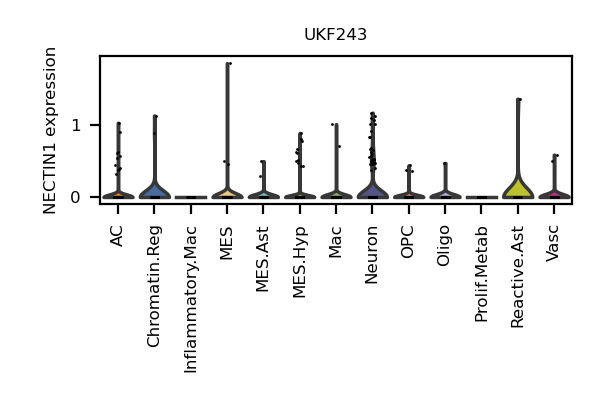 UKF243
NECTIN1 expression
1
0
AC
Chromatin.Reg
Inflammatory.Mac
MES
MES.Ast
MES.Hyp
Mac
Neuron
OPC
Oligo
Prolif.Metab
Reactive.Ast
Vasc